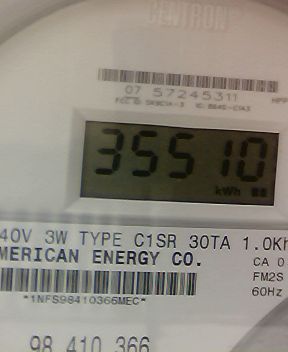 CENTRON
07 57245311
35510
kWh
40V 3W TYPE C1SR 30TA 1.0Kh
MERICAN ENERGY CO.
CA 0
FM2S
60Hz
*1NFS98410366MEC*
98 410 366